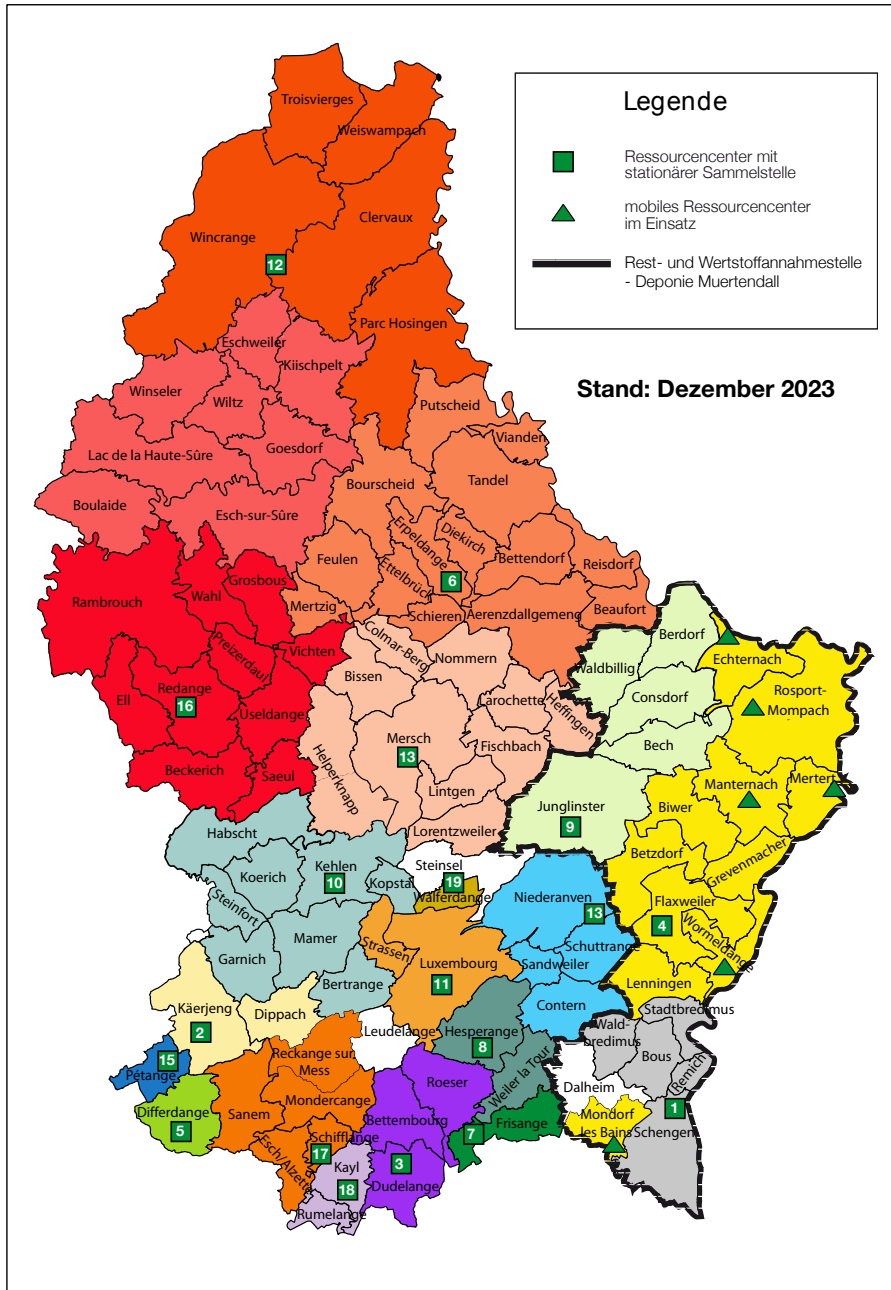 Legende
Ressourcencenter mit
stationärer Sammelstelle
mobiles Ressourcencenter
im Einsatz
Rest- und Wertstoffannahmestelle
- Deponie Muertendall
Stand: Dezember 2023
Troisvierges
Weiswampach
Clervaux
Wincrange
12
Parc Hosingen
Eschweiler
Kiischpelt
Winseler
Wiltz
Goesdorf
Lac de la Haute-Sûre
Boulaide
Esch-sur-Sûre
Putscheid
Vianden
Tandel
Bourscheid
Erpeldange
Diekirch
Bettendorf
Reisdorf
Feulen
Ettelbrück
6
Mertzig
Schieren
Aerenzdallgemeng
Beaufort
Rambrouch
Wahl
Grosbous
Preizerdaul
Vichten
Ell
Redange
16
Useldange
Beckerich
Saeul
Colmar-Berg
Nommern
Bissen
Larochette
Heffingen
Mersch
13
Fischbach
Helperknapp
Lintgen
Lorentzweiler
Waldbillig
Berdorf
Consdorf
Bech
Junglinster
9
Echternach
Rosport-
Mompach
Manternach
Mertert
Biwer
Betzdorf
Grevenmacher
Flaxweiler
4
Wormeldange
Lenningen
Habscht
Koerich
Kehlen
10
Kopstal
Steinfort
Mamer
Garnich
Bertrange
Steinsel
19
Walferdange
Niederanven
13
Schuttrange
Sandweiler
Contern
Strassen
Luxembourg
11
Leudelange
Hesperange
8
Weiler la Tour
Käerjeng
2
Dippach
15
Pétange
Differdange
5
Reckange sur
Mess
Mondercange
Sanem
Schifflange
17
Esch/Alzette
Kayl
18
Rumelange
Roeser
Bettembourg
3
Dudelange
7
Frisange
Stadtbredimus
Wald-
bredimus
Bous
Remich
1
Dalheim
Mondorf
les Bains
Schengen